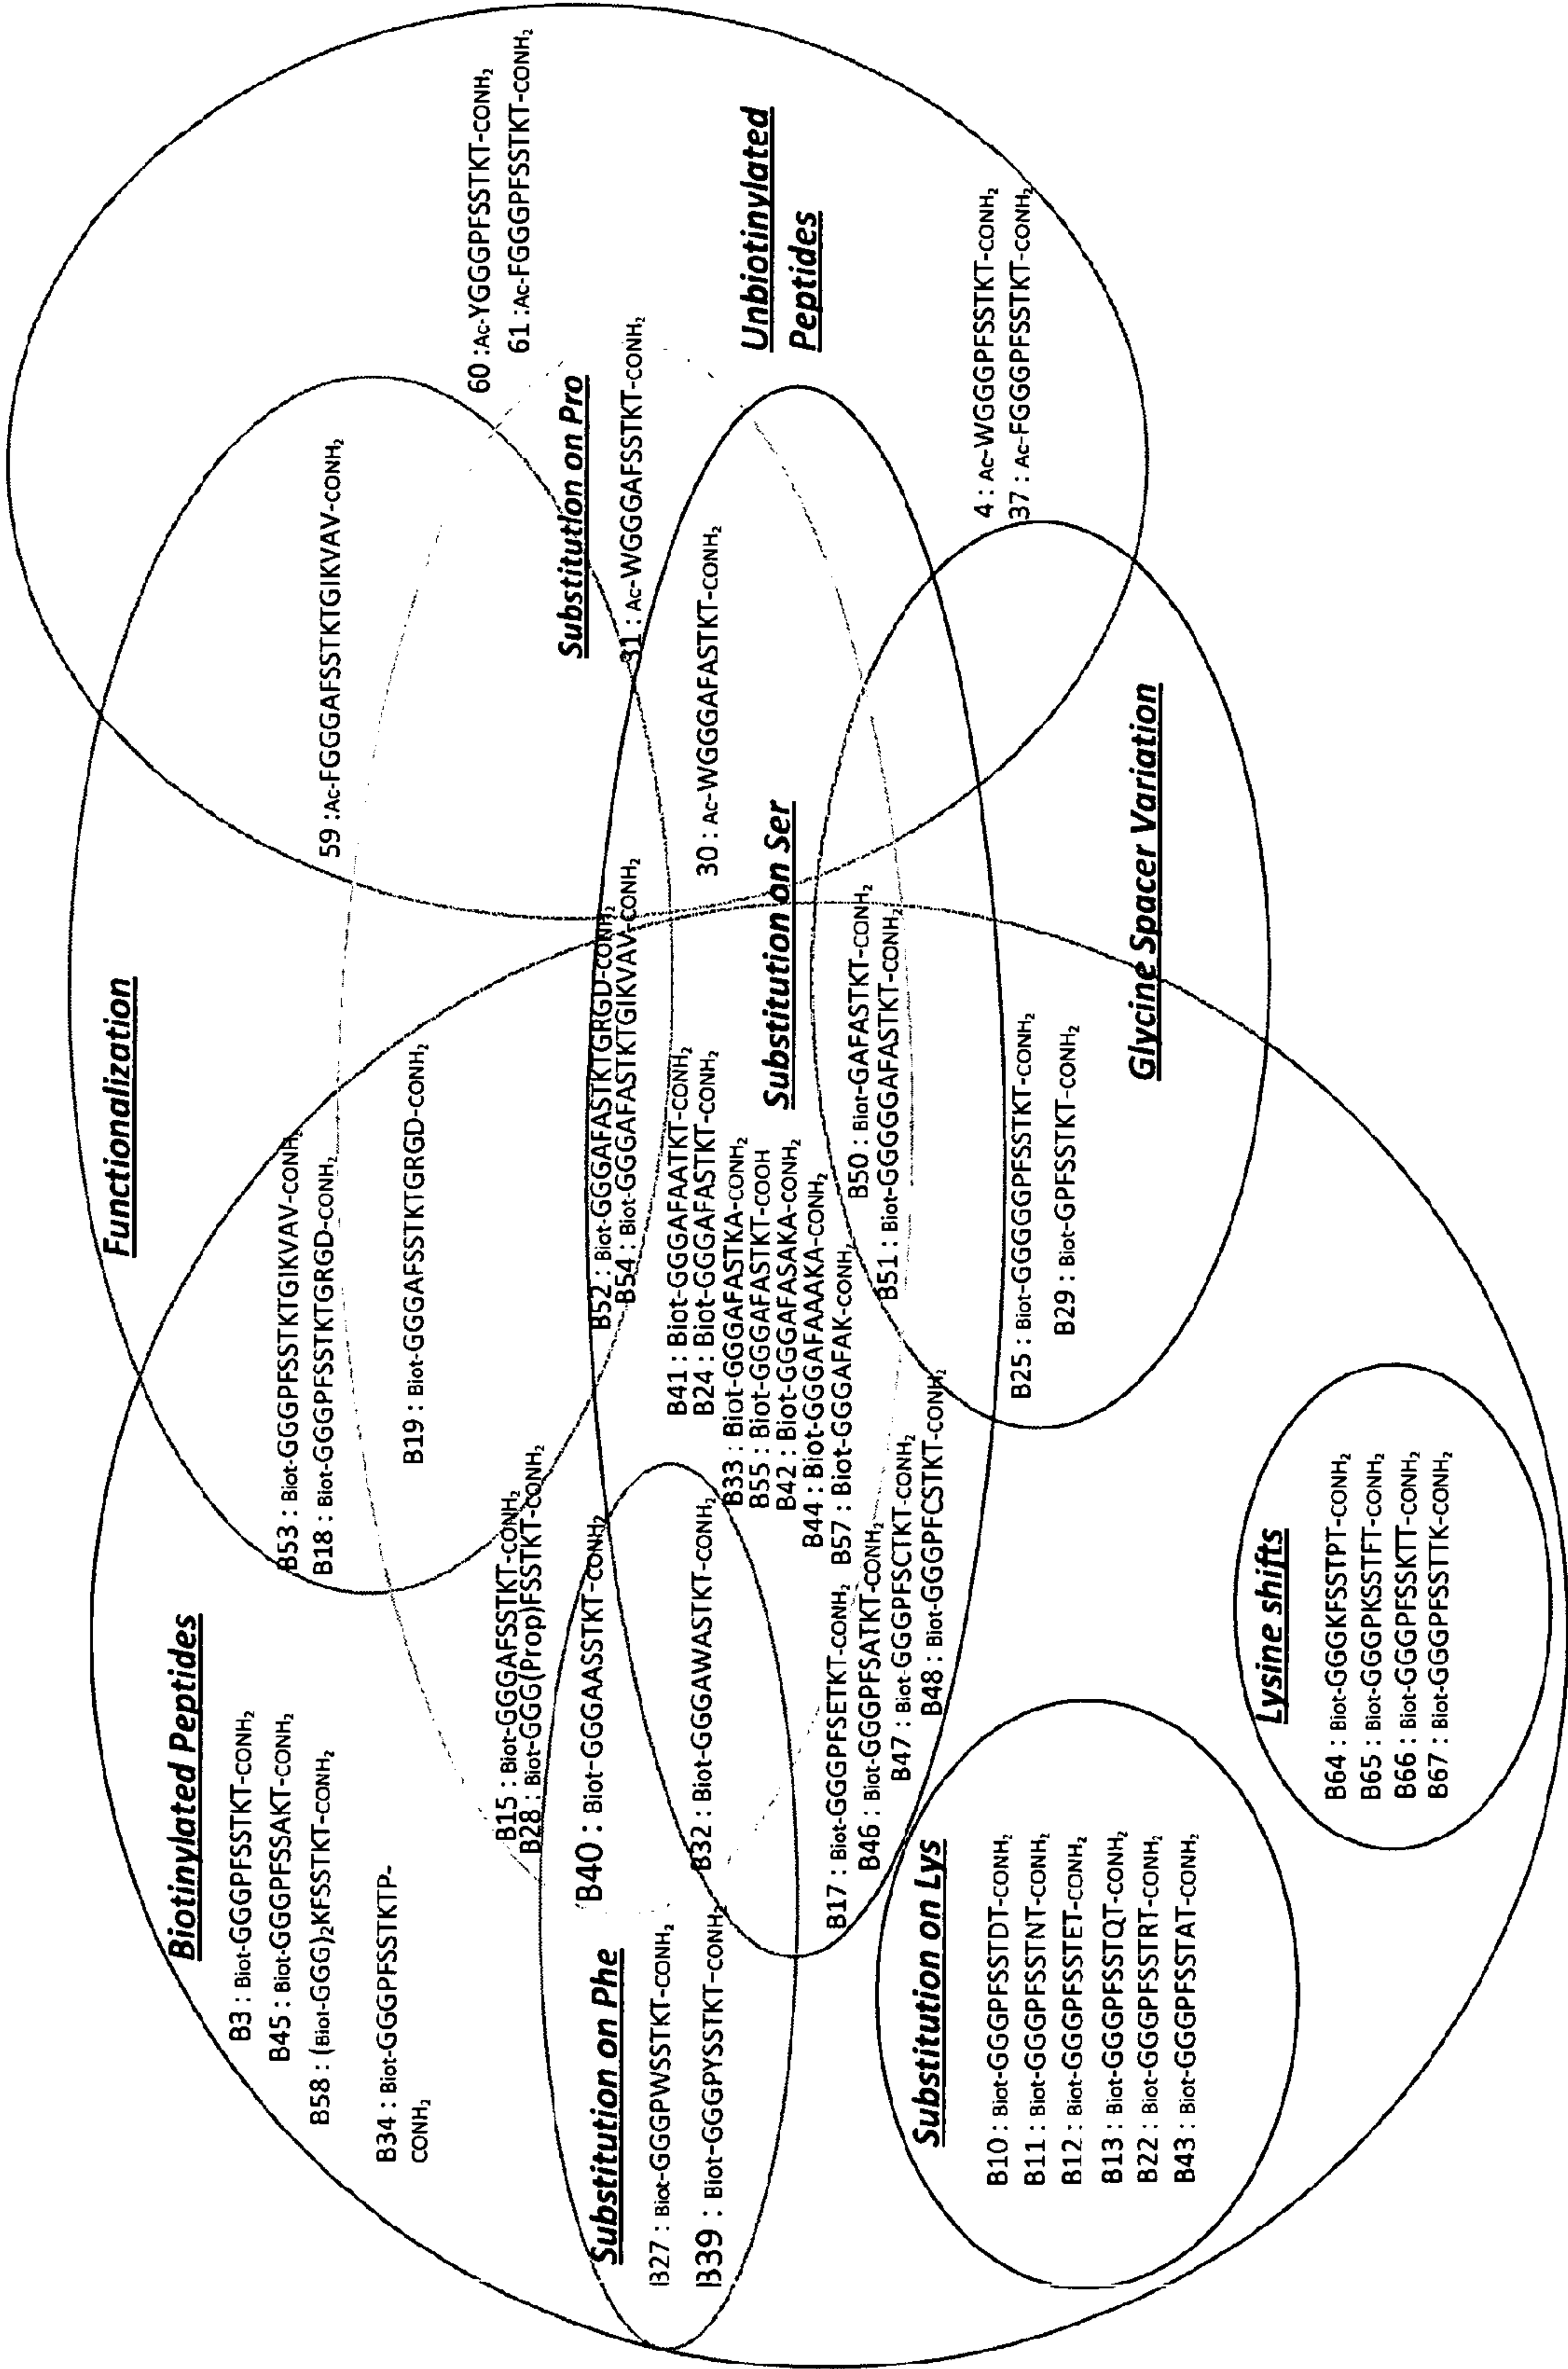 Biotinylated Peptides
B3 : Biot-GGGPFSSTKT-CONH₂
B45 : Biot-GGGPFSSAKT-CONH₂
B58 : (Biot-GGG)₂KFSSTKT-CONH₂
B34 : Biot-GGGPFSSTKTP-
CONH₂
Functionalization
B53 : Biot-GGGPFSSTKTGIKVAV-CONH₂
B18 : Biot-GGGPFSSTKTGRGD-CONH₂
B19 : Biot-GGGAFSSTKTGRGD-CONH₂
59 :Ac-FGGGAFSSTKTGIKVAV-CONH₂
60 :Ac-YGGGPFSSTKT-CONH₂
61 :Ac-FGGGPFSSTKT-CONH₂
Substitution on Pro
B15 : Biot-GGGAFSSTKT-CONH₂
B28 : Biot-GGG(Prop)FSSTKT-CONH₂
31 : Ac-WGGGAFSSTKT-CONH₂
B52 : Biot-GGGAFASTKTGRGD-CONH₂
B54 : Biot-GGGAFASTKTGIKVAV-CONH₂
Substitution on Phe
B27 : Biot-GGGPWSSTKT-CONH₂
B39 : Biot-GGGPYSSTKT-CONH₂
B40 : Biot-GGGAASSTKT-CONH₂
B32 : Biot-GGGAWASTKT-CONH₂
B41 : Biot-GGGAFAATKT-CONH₂
B24 : Biot-GGGAFASTKT-CONH₂
B33 : Biot-GGGAFASTKA-CONH₂
B55 : Biot-GGGAFASTKT-COOH
B42 : Biot-GGGAFASAKA-CONH₂
B44 : Biot-GGGAFAAAKA-CONH₂
B57 : Biot-GGGAFAK-CONH₂
30 : Ac-WGGGAFASTKT-CONH₂
Substitution on Ser
Unbiotinylated
Peptides
B17 : Biot-GGGPFSETKT-CONH₂
B46 : Biot-GGGPFSATKT-CONH₂
B47 : Biot-GGGPFSCTKT-CONH₂
B48 : Biot-GGGPFCSTKT-CONH₂
B50 : Biot-GAFASTKT-CONH₂
B51 : Biot-GGGGGAFASTKT-CONH₂
B25 : Biot-GGGGGPFSSTKT-CONH₂
B29 : Biot-GPFSSTKT-CONH₂
Glycine Spacer Variation
4 : Ac-WGGGPFSSTKT-CONH₂
37 : Ac-FGGGPFSSTKT-CONH₂
Substitution on Lys
B10 : Biot-GGGPFSSTDT-CONH₂
B11 : Biot-GGGPFSSTNT-CONH₂
B12 : Biot-GGGPFSSTET-CONH₂
B13 : Biot-GGGPFSSTQT-CONH₂
B22 : Biot-GGGPFSSTRT-CONH₂
B43 : Biot-GGGPFSSTAT-CONH₂
Lysine shifts
B64 : Biot-GGGKFSSTPT-CONH₂
B65 : Biot-GGGPKSSTFT-CONH₂
B66 : Biot-GGGPFSSKTT-CONH₂
B67 : Biot-GGGPFSSTTK-CONH₂